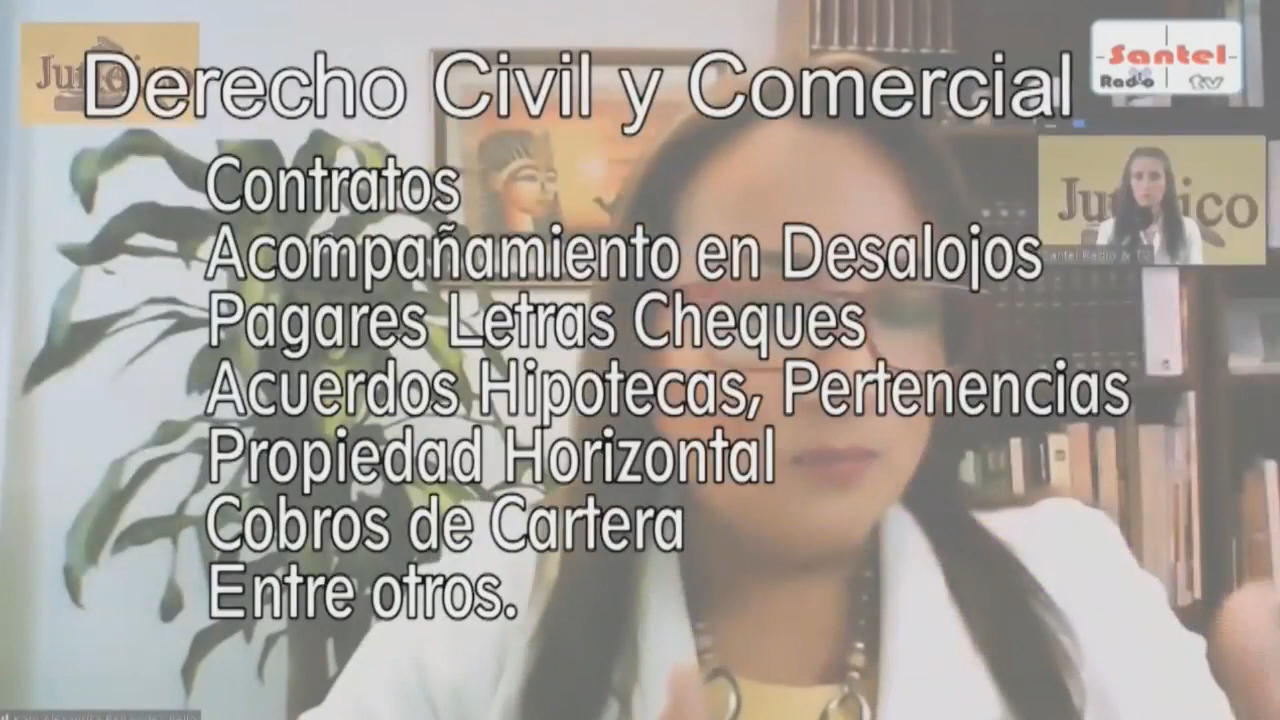 Derecho Civil y Comercial
Santel
Radio tv
Contratos
Acompañamiento en Desalojos
Pagares Letras Cheques
Acuerdos Hipotecas, Pertenencias
Propiedad Horizontal
Cobros de Cartera
Entre otros.